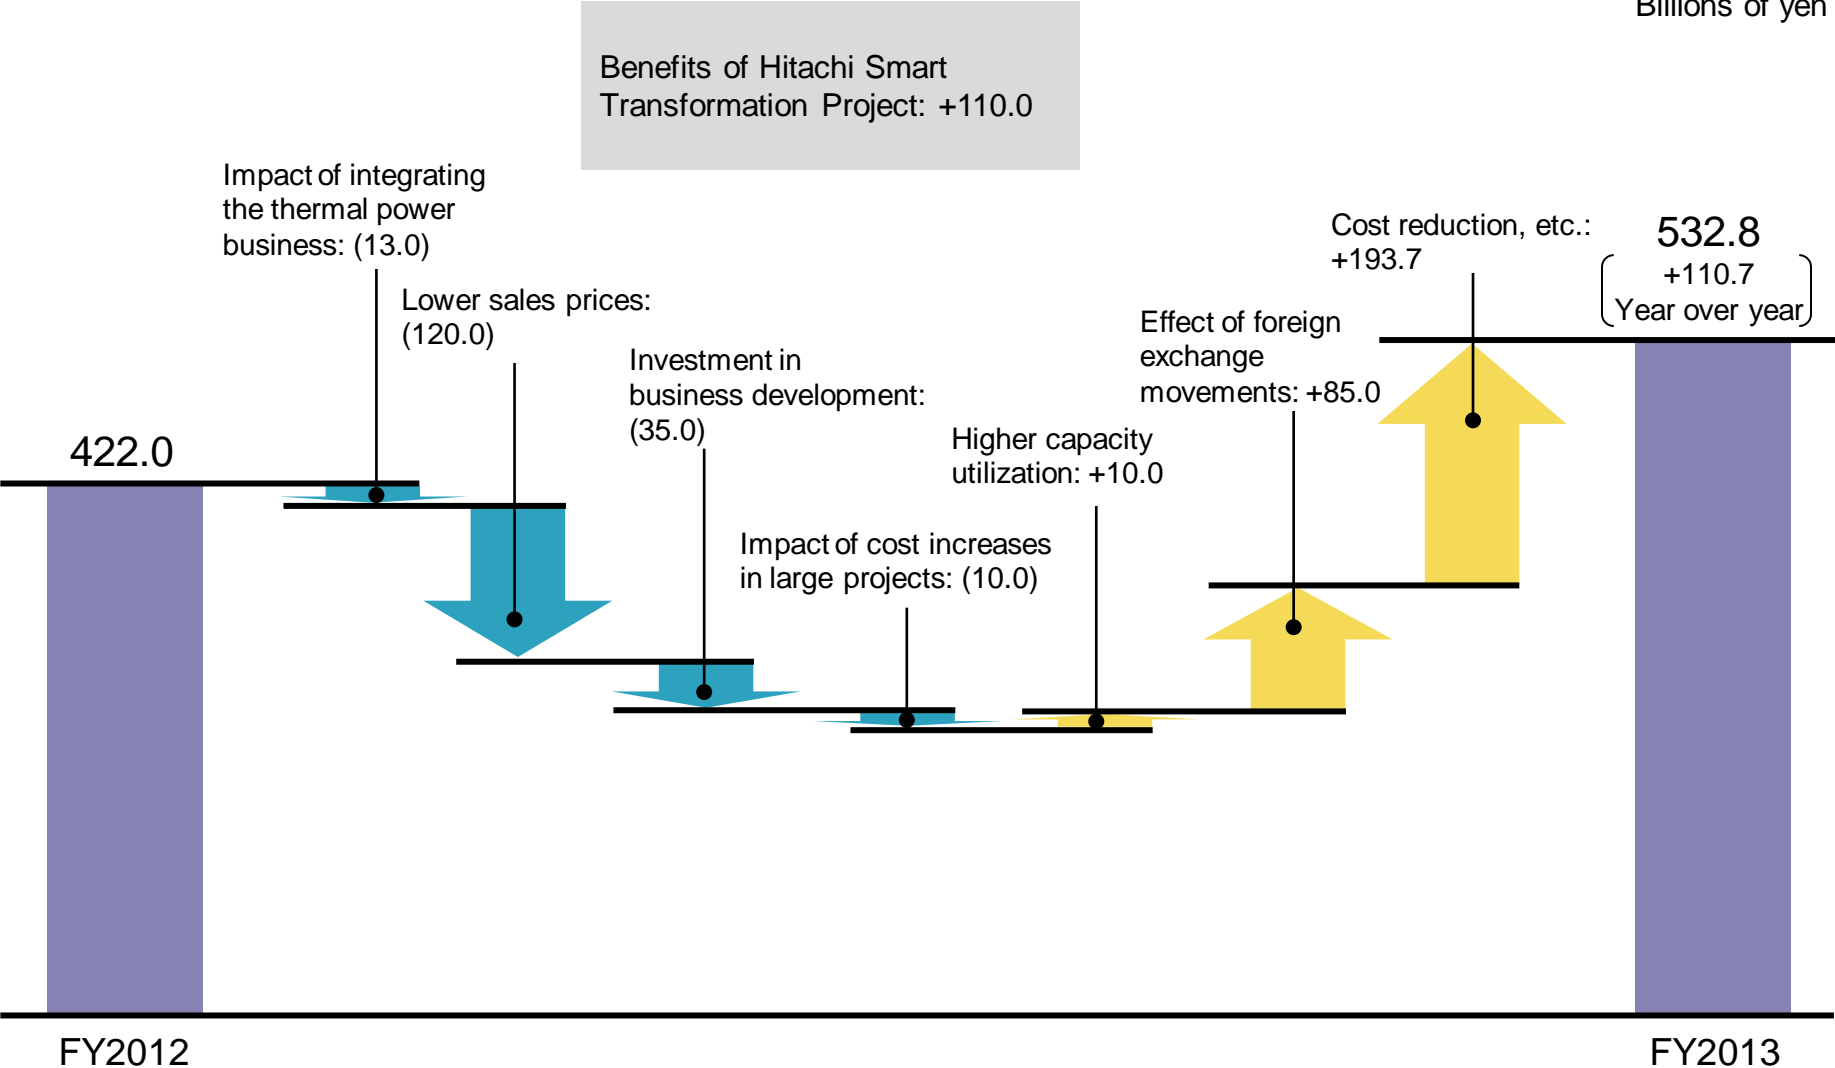 Billions of yen
Benefits of Hitachi Smart
Transformation Project: +110.0
Impact of integrating
the thermal power
business: (13.0)
Lower sales prices:
(120.0)
Investment in
business development:
(35.0)
Impact of cost increases
in large projects: (10.0)
Higher capacity
utilization: +10.0
Effect of foreign
exchange
movements: +85.0
Cost reduction, etc.:
+193.7
532.8
+110.7
Year over year
422.0
FY2012
FY2013